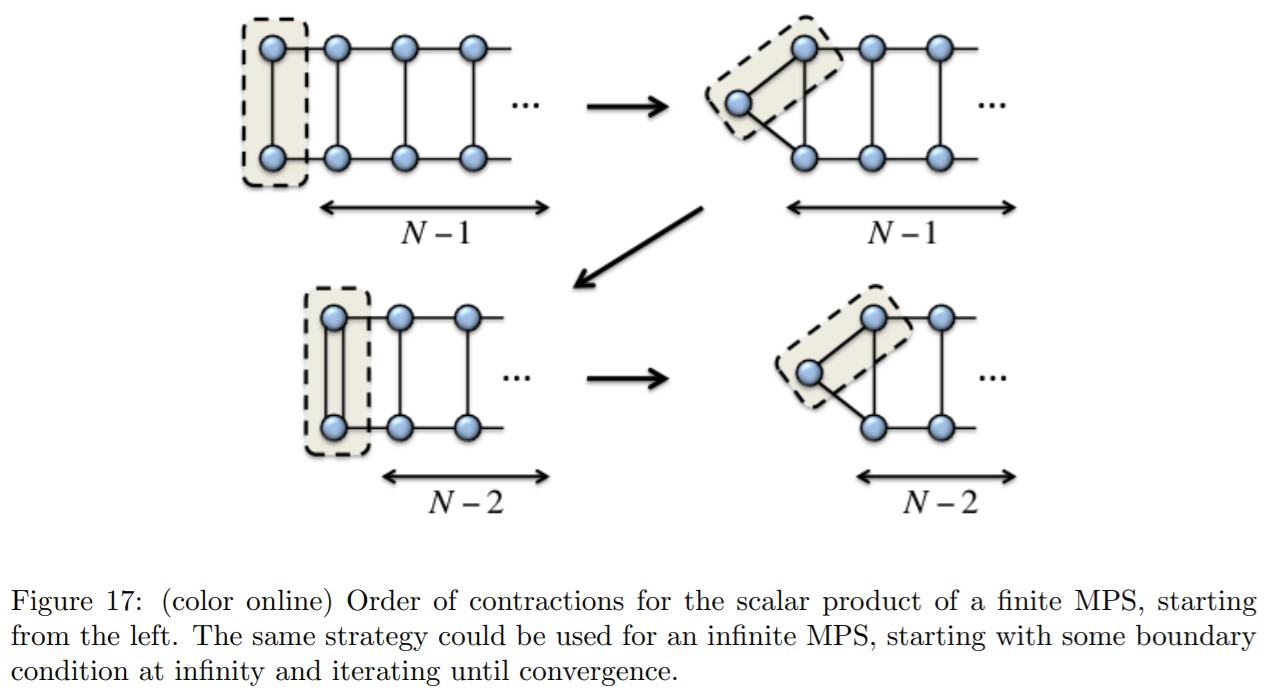 ...
...
N − 1
N − 1
...
...
N − 2
N − 2
Figure 17: (color online) Order of contractions for the scalar product of a finite MPS, starting
from the left. The same strategy could be used for an infinite MPS, starting with some boundary
condition at infinity and iterating until convergence.